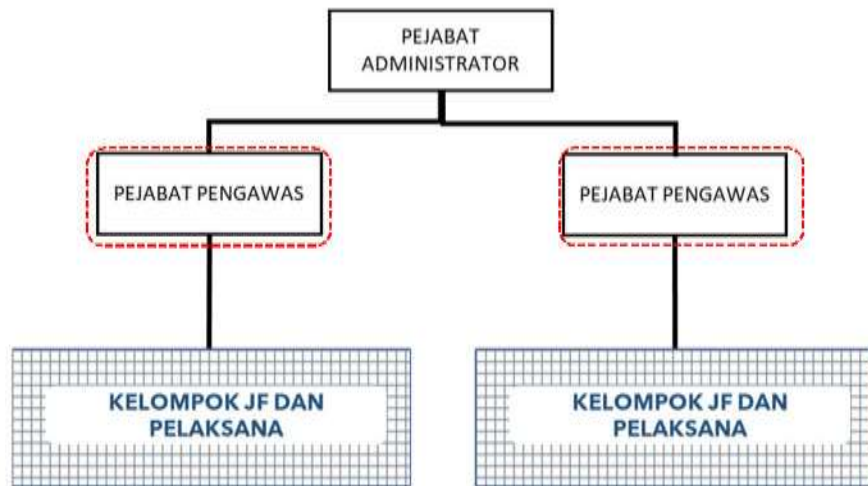 PEJABAT
ADMINISTRATOR
PEJABAT PENGAWAS
PEJABAT PENGAWAS
KELOMPOK JF DAN
PELAKSANA
KELOMPOK JF DAN
PELAKSANA